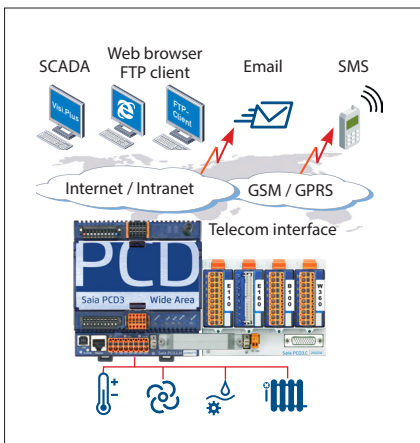 Web browser
SCADA
FTP client
Email
SMS
Visi.Plus
FTP-
Client
Internet / Intranet
GSM / GPRS
Telecom interface
PCD
Saia PCD3
Wide Area
E110
E160
B100
W360
Saia PCD3.C